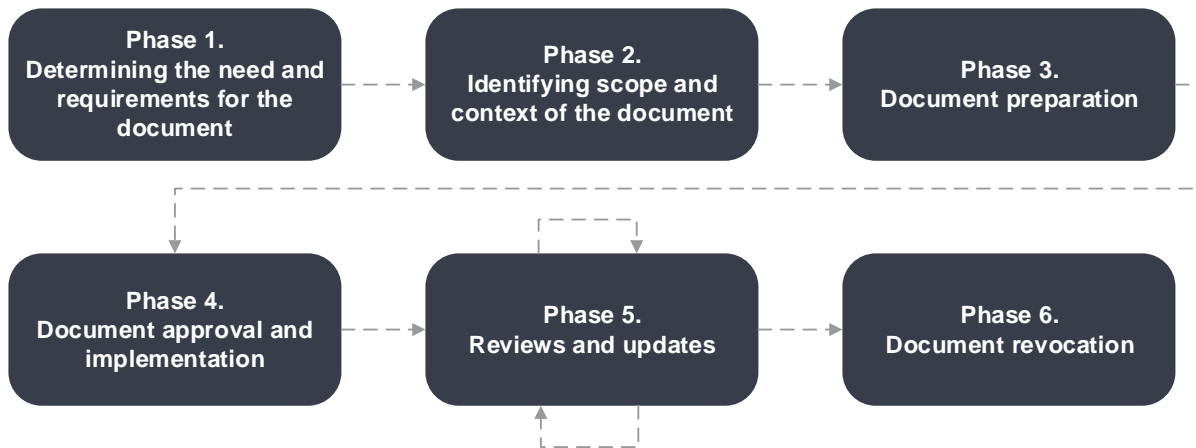 Phase 1.
Determining the need and
requirements for the
document
Phase 2.
Identifying scope and
context of the document
Phase 3.
Document preparation
Phase 4.
Document approval and
implementation
Phase 5.
Reviews and updates
Phase 6.
Document revocation